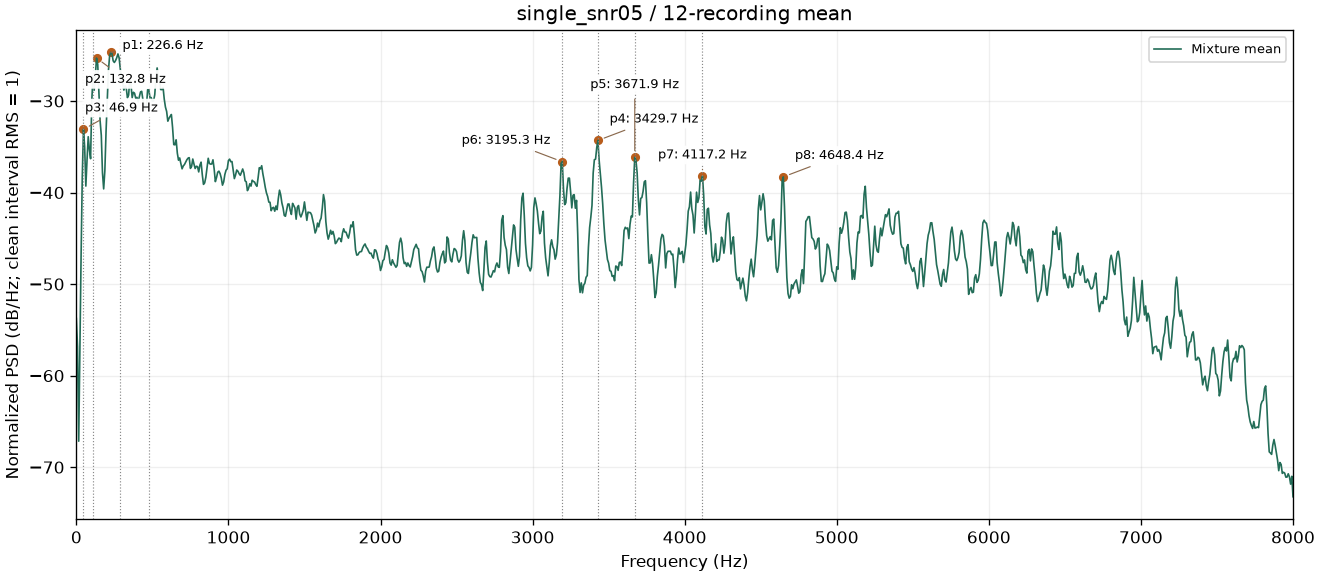 single_snr05 / 12-recording mean
Normalized PSD (dB/Hz; clean interval RMS = 1)
−30
−40
−50
−60
−70
p1: 226.6 Hz
p2: 132.8 Hz
p3: 46.9 Hz
p5: 3671.9 Hz
p4: 3429.7 Hz
p6: 3195.3 Hz
p7: 4117.2 Hz
p8: 4648.4 Hz
Mixture mean
0 1000 2000 3000 4000 5000 6000 7000 8000
Frequency (Hz)